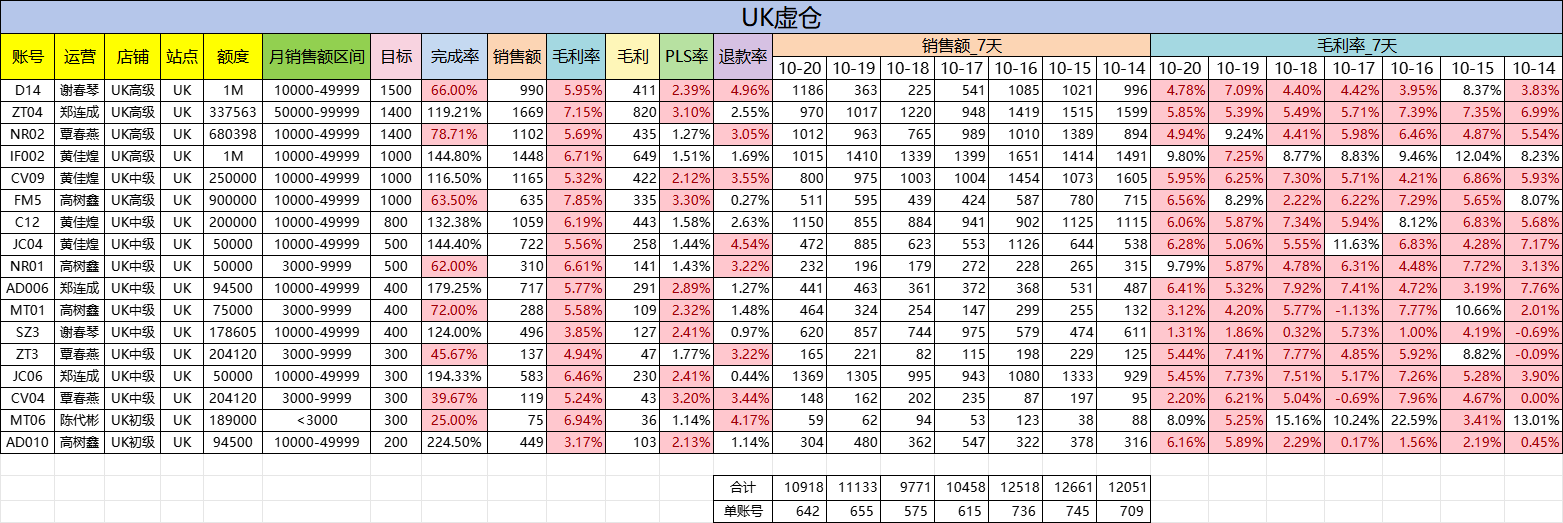 UK虚仓
账号 运营 店铺 站点 额度 月销售额区间 目标 完成率 销售额 毛利率 毛利 PLS率 退款率 销售额_7天 毛利率_7天
10-20 10-19 10-18 10-17 10-16 10-15 10-14 10-20 10-19 10-18 10-17 10-16 10-15 10-14
D14 谢春琴 UK高级 UK 1M 10000-49999 1500 66.00% 990 5.95% 411 2.39% 4.96% 1186 363 225 541 1085 1021 996 4.78% 7.09% 4.40% 4.42% 3.95% 8.37% 3.83%
ZT04 郑连成 UK高级 UK 337563 50000-99999 1400 119.21% 1669 7.15% 820 3.10% 2.55% 970 1017 1220 948 1419 1515 1599 5.85% 5.39% 5.49% 5.71% 7.39% 7.35% 6.99%
NR02 覃春燕 UK高级 UK 680398 10000-49999 1400 78.71% 1102 5.69% 435 1.27% 3.05% 1012 963 765 989 1010 1389 894 4.94% 9.24% 4.41% 5.98% 6.46% 4.87% 5.54%
IF002 黄佳煌 UK高级 UK 1M 10000-49999 1000 144.80% 1448 6.71% 649 1.51% 1.69% 1015 1410 1339 1399 1651 1414 1491 9.80% 7.25% 8.77% 8.83% 9.46% 12.04% 8.23%
CV09 黄佳煌 UK中级 UK 250000 10000-49999 1000 116.50% 1165 5.32% 422 2.12% 3.55% 800 975 1003 1004 1454 1073 1605 5.95% 6.25% 7.30% 5.71% 4.21% 6.86% 5.93%
FM5 高树鑫 UK高级 UK 900000 10000-49999 1000 63.50% 635 7.85% 335 3.30% 0.27% 511 595 439 424 587 780 715 6.56% 8.29% 2.22% 6.22% 7.29% 5.65% 8.07%
C12 黄佳煌 UK中级 UK 200000 10000-49999 800 132.38% 1059 6.19% 443 1.58% 2.63% 1150 855 884 941 902 1125 1115 6.06% 5.87% 7.34% 5.94% 8.12% 6.83% 5.68%
JC04 黄佳煌 UK中级 UK 50000 10000-49999 500 144.40% 722 5.56% 258 1.44% 4.54% 472 885 623 553 1126 644 538 6.28% 5.06% 5.55% 11.63% 6.83% 4.28% 7.17%
NR01 高树鑫 UK中级 UK 50000 3000-9999 500 62.00% 310 6.61% 141 1.43% 3.22% 232 196 179 272 228 265 315 9.79% 5.87% 4.78% 6.31% 4.48% 7.72% 3.13%
AD006 郑连成 UK中级 UK 94500 10000-49999 400 179.25% 717 5.77% 291 2.89% 1.27% 441 463 361 372 368 531 487 6.41% 5.32% 7.92% 7.41% 4.72% 3.19% 7.76%
MT01 高树鑫 UK中级 UK 75000 3000-9999 400 72.00% 288 5.58% 109 2.32% 1.48% 464 324 254 147 299 255 132 3.12% 4.20% 5.77% -1.13% 7.77% 10.66% 2.01%
SZ3 谢春琴 UK中级 UK 178605 10000-49999 400 124.00% 496 3.85% 127 2.41% 0.97% 620 857 744 975 579 474 611 1.31% 1.86% 0.32% 5.73% 1.00% 4.19% -0.69%
ZT3 覃春燕 UK中级 UK 204120 3000-9999 300 45.67% 137 4.94% 47 1.77% 3.22% 165 221 82 115 198 229 125 5.44% 7.41% 7.77% 4.85% 5.92% 8.82% -0.09%
JC06 郑连成 UK中级 UK 50000 10000-49999 300 194.33% 583 6.46% 230 2.41% 0.44% 1369 1305 995 943 1080 1333 929 5.45% 7.73% 7.51% 5.17% 7.26% 5.28% 3.90%
CV04 覃春燕 UK中级 UK 204120 3000-9999 300 39.67% 119 5.24% 43 3.20% 3.44% 148 162 202 235 87 197 95 2.20% 6.21% 5.04% -0.69% 7.96% 4.67% 0.00%
MT06 陈代彬 UK初级 UK 189000 <3000 300 25.00% 75 6.94% 36 1.14% 4.17% 59 62 94 53 123 38 88 8.09% 5.25% 15.16% 10.24% 22.59% 3.41% 13.01%
AD010 高树鑫 UK初级 UK 94500 10000-49999 200 224.50% 449 3.17% 103 2.13% 1.14% 304 480 362 547 322 378 316 6.16% 5.89% 2.29% 0.17% 1.56% 2.19% 0.45%
合计 10918 11133 9771 10458 12518 12661 12051
单账号 642 655 575 615 736 745 709